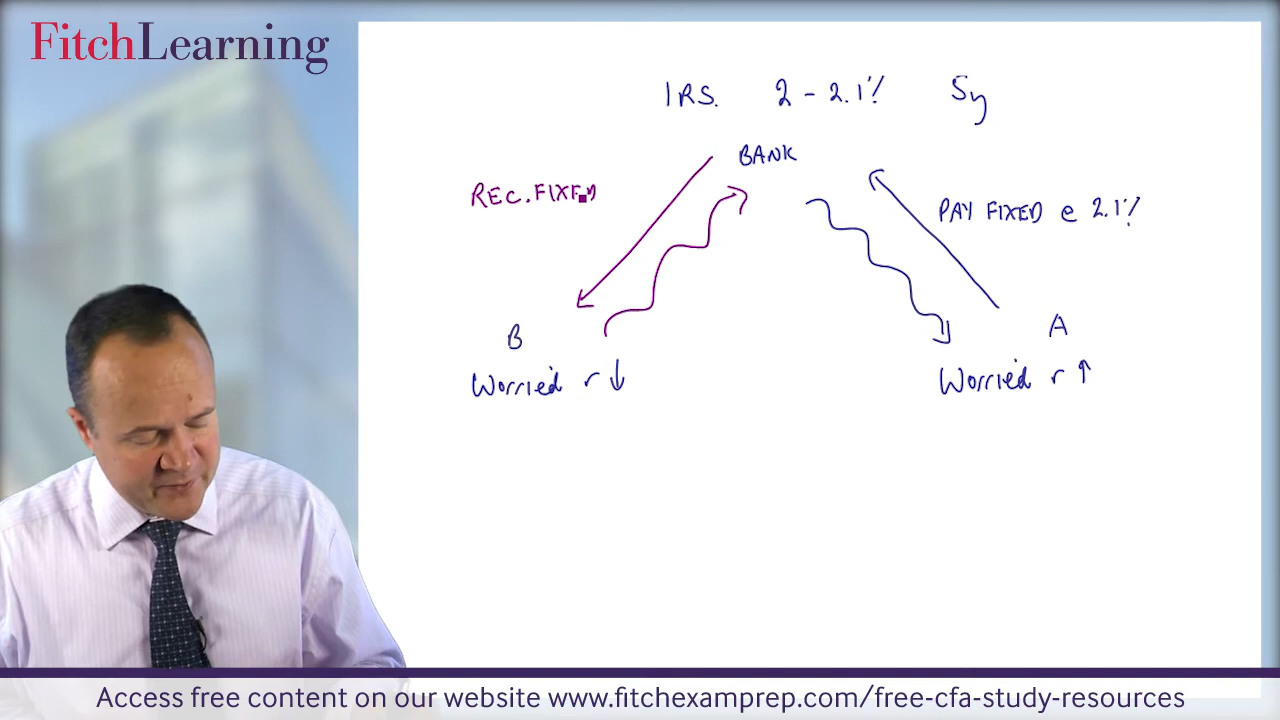 FitchLearning
IRS. 2 - 2.1% 5y
BANK
REC. FIXED
PAY FIXED @ 2.1%
B
A
Worried r ↓
Worried r ↑
Access free content on our website www.fitchexamprep.com/free-cfa-study-resources